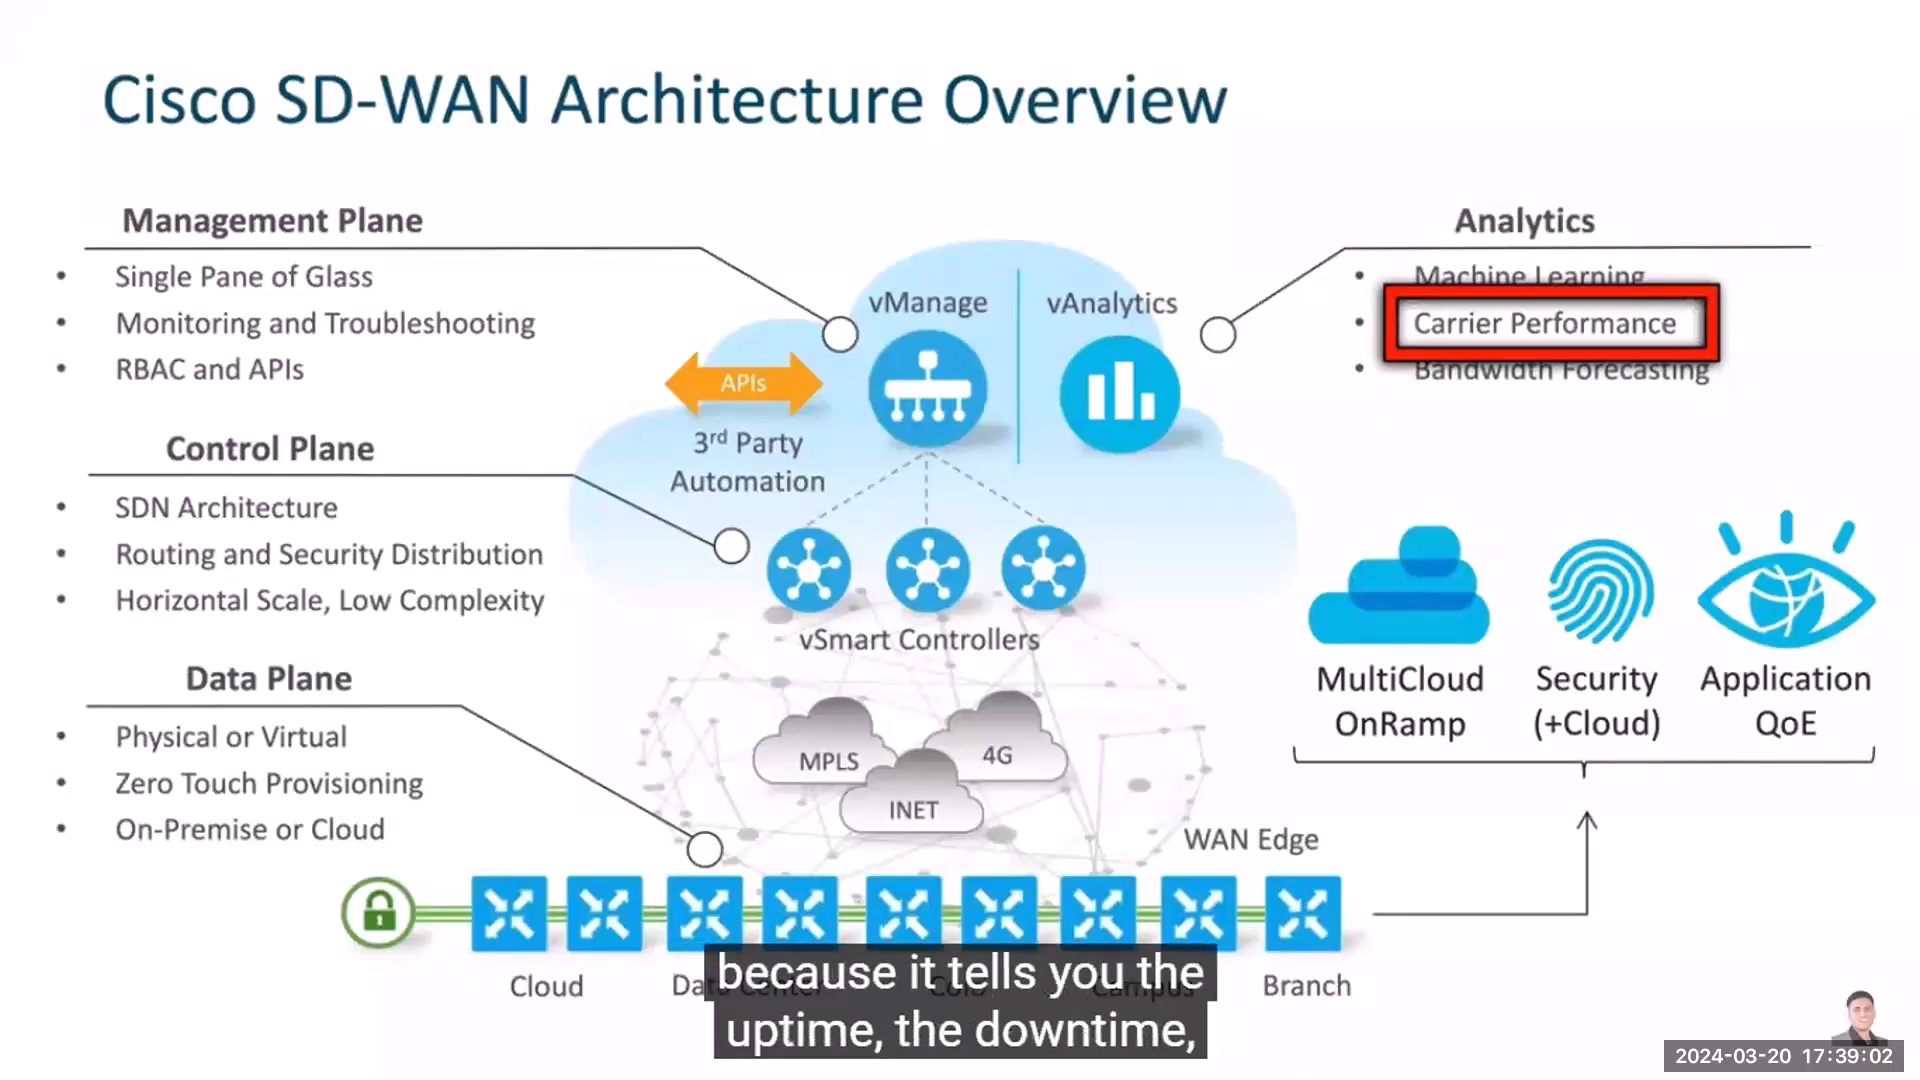 Cisco SD-WAN Architecture Overview
Management Plane
• Single Pane of Glass
• Monitoring and Troubleshooting
• RBAC and APIs
Control Plane
• SDN Architecture
• Routing and Security Distribution
• Horizontal Scale, Low Complexity
Data Plane
• Physical or Virtual
• Zero Touch Provisioning
• On-Premise or Cloud
vManage
vAnalytics
APIs
3rd Party
Automation
vSmart Controllers
MPLS
4G
INET
Analytics
• Machine Learning
• Carrier Performance
• Bandwidth Forecasting
MultiCloud
OnRamp
Security
(+Cloud)
Application
QoE
WAN Edge
Cloud
Data Center
Colo
Campus
Branch
because it tells you the
uptime, the downtime,
2024-03-20 17:39:02